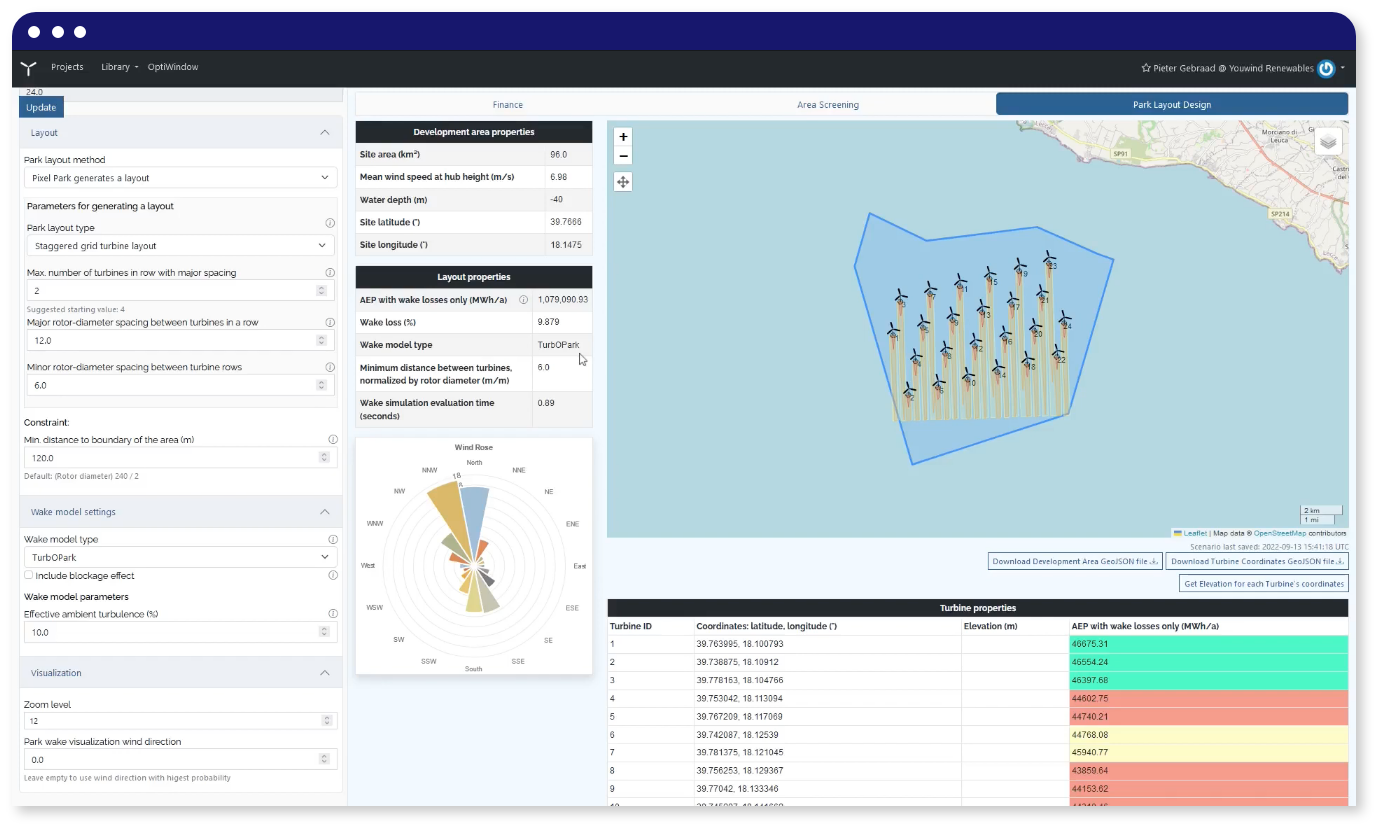 Projects
Library
OptiWindow
Pieter Gebraad @ Youwind Renewables
24.0
Update
Layout
Park layout method
Pixel Park generates a layout
Parameters for generating a layout
Park layout type
Staggered grid turbine layout
Max. number of turbines in row with major spacing
2
Suggested starting value: 4
Major rotor-diameter spacing between turbines in a row
12.0
Minor rotor-diameter spacing between turbine rows
6.0
Constraint:
Min. distance to boundary of the area (m)
120.0
Default: (Rotor diameter) 240 / 2
Wake model settings
Wake model type
TurbOPark
Include blockage effect
Wake model parameters
Effective ambient turbulence (%)
10.0
Visualization
Zoom level
12
Park wake visualization wind direction
0.0
Leave empty to use wind direction with higest probability
Finance
Area Screening
Park Layout Design
Development area properties
Site area (km²) 96.0
Mean wind speed at hub height (m/s) 6.98
Water depth (m) -40
Site latitude (°) 39.7666
Site longitude (°) 18.1475
Layout properties
AEP with wake losses only (MWh/a) 1,079,090.93
Wake loss (%) 9.879
Wake model type TurbOPark
Minimum distance between turbines,
normalized by rotor diameter (m/m) 6.0
Wake simulation evaluation time
(seconds) 0.89
Wind Rose
North
NNE
NE
ENE
East
ESE
SE
SSE
South
SSW
SW
WSW
West
WNW
NW
NNW
18
+
−
SP91
Morciano di
Leuca
SP214
23
19
15
21
17
24
13
20
16
22
12
18
14
10
2 km
1 mi
Leaflet | Map data © OpenStreetMap contributors
Scenario last saved: 2022-09-13 15:41:18 UTC
Download Development Area GeoJSON file
Download Turbine Coordinates GeoJSON file
Get Elevation for each Turbine's coordinates
Turbine properties
Turbine ID Coordinates: latitude, longitude (°) Elevation (m) AEP with wake losses only (MWh/a)
1 39.763995, 18.100793 46675.31
2 39.738875, 18.10912 46554.24
3 39.778163, 18.104766 46397.68
4 39.753042, 18.113094 44602.75
5 39.767209, 18.117069 44740.21
6 39.742087, 18.12539 44768.08
7 39.781375, 18.121045 45940.77
8 39.756253, 18.129367 43859.64
9 39.77042, 18.133346 44153.62